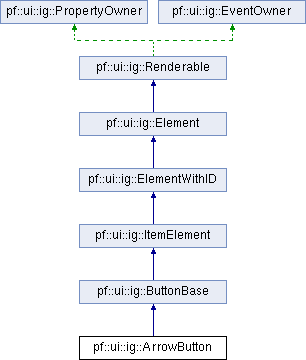 pf::ui::ig::PropertyOwner pf::ui::ig::EventOwner
pf::ui::ig::Renderable
pf::ui::ig::Element
pf::ui::ig::ElementWithID
pf::ui::ig::ItemElement
pf::ui::ig::ButtonBase
pf::ui::ig::ArrowButton